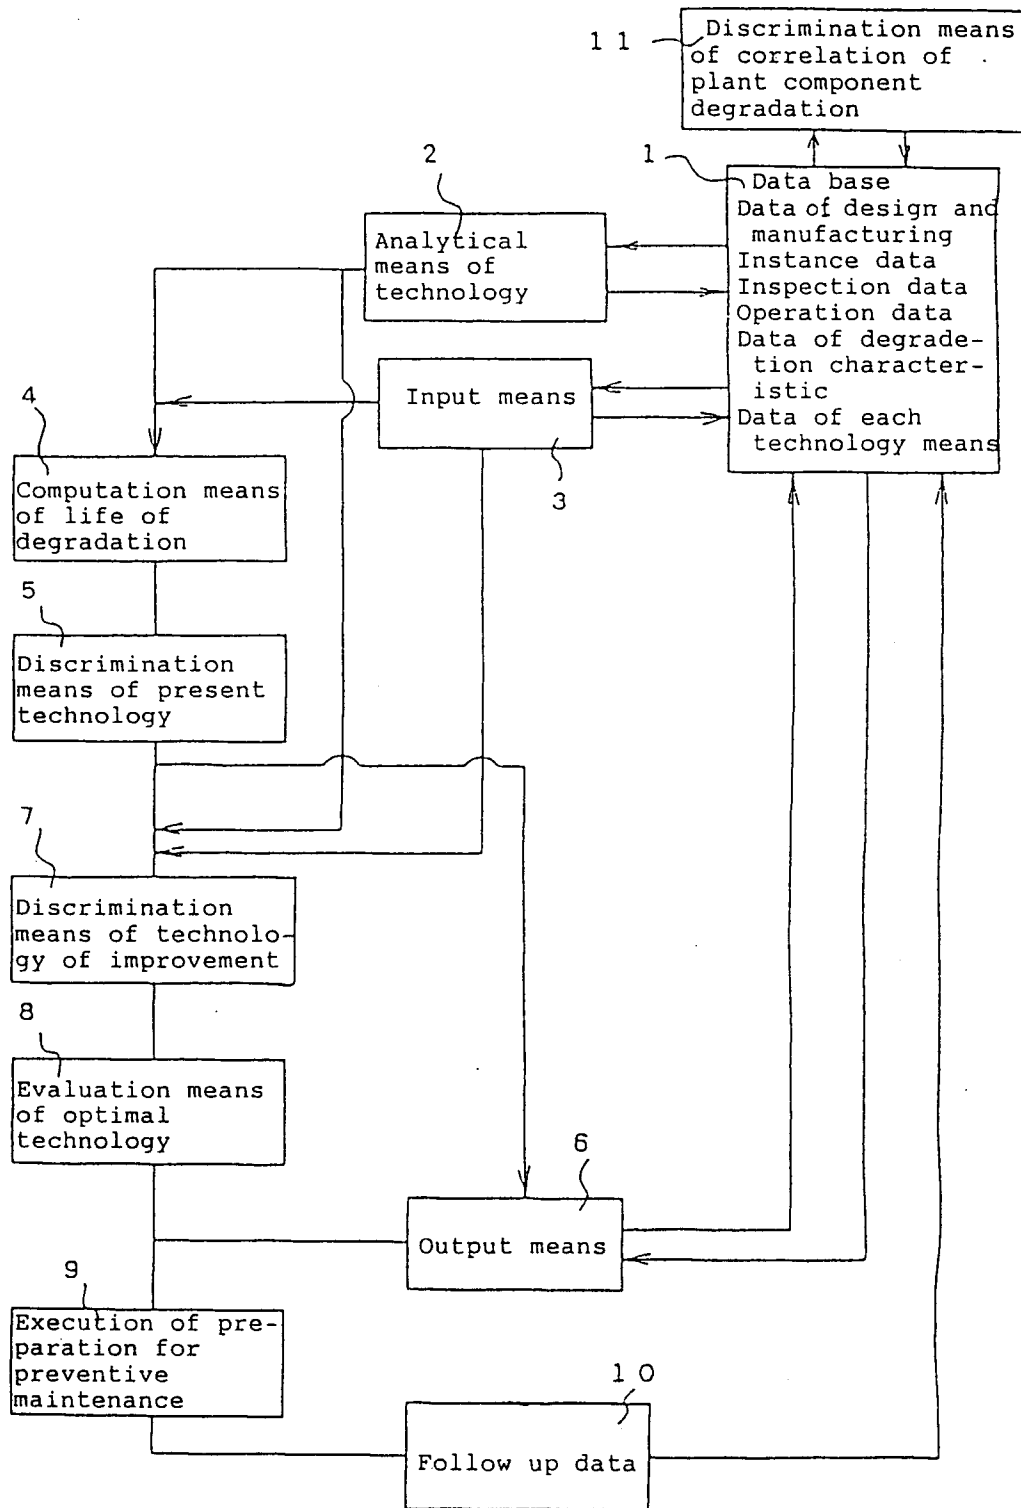 11
Discrimination means
of correlation of
plant component
degradation
2
1
Data base
Data of design and
manufacturing
Instance data
Inspection data
Operation data
Data of degrade-
tion character-
istic
Data of each
technology means
Analytical
means of
technology
Input means
3
4
Computation means
of life of
degradation
5
Discrimination
means of present
technology
7
Discrimination
means of technolo-
gy of improvement
8
Evaluation means
of optimal
technology
6
Output means
9
Execution of pre-
paration for
preventive
maintenance
10
Follow up data